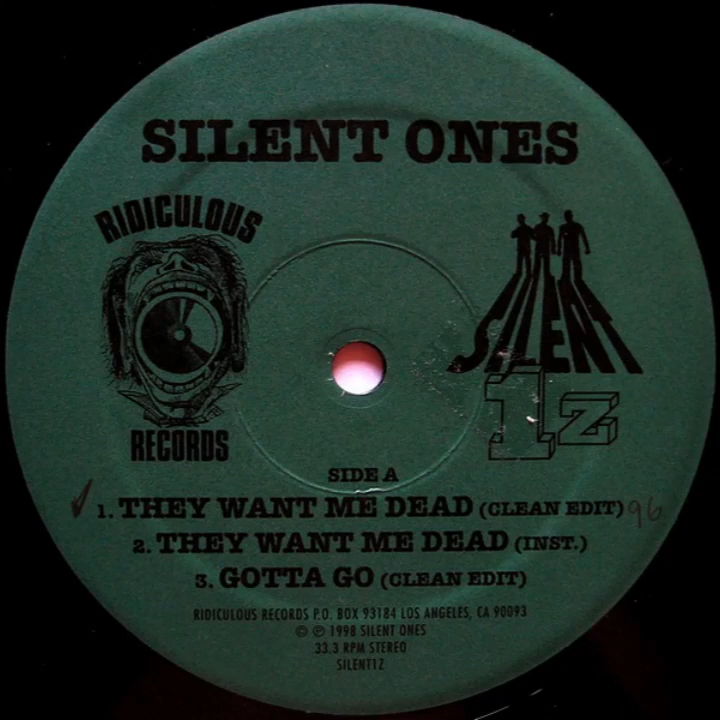 SILENT ONES
RIDICULOUS
RECORDS
SILENT
1z
SIDE A
✓ 1. THEY WANT ME DEAD (CLEAN EDIT) 96
2. THEY WANT ME DEAD (INST.)
3. GOTTA GO (CLEAN EDIT)
RIDICULOUS RECORDS P.O. BOX 93184 LOS ANGELES, CA 90093
© ℗ 1998 SILENT ONES
33.3 RPM STEREO
SILENT1Z